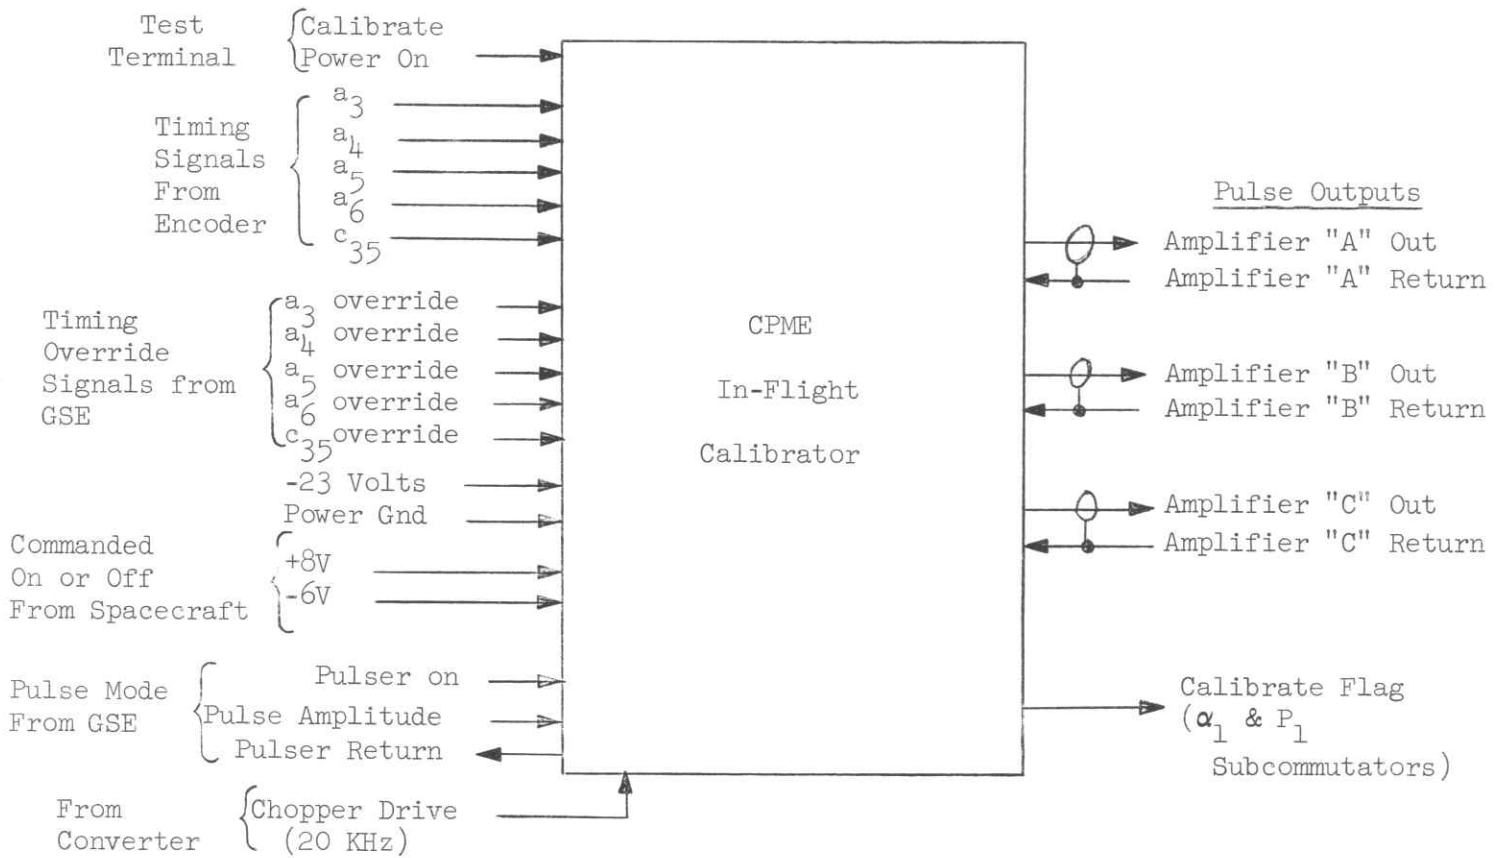 Test
Terminal
Calibrate
Power On
Timing
Signals
From
Encoder
a3
a4
a5
a6
c35
Timing
Override
Signals from
GSE
a3 override
a4 override
a5 override
a6 override
c35 override
-23 Volts
Power Gnd
Commanded
On or Off
From Spacecraft
+8V
-6V
Pulse Mode
From GSE
Pulser on
Pulse Amplitude
Pulser Return
From
Converter
Chopper Drive
(20 KHz)
CPME
In-Flight
Calibrator
Pulse Outputs
Amplifier "A" Out
Amplifier "A" Return
Amplifier "B" Out
Amplifier "B" Return
Amplifier "C" Out
Amplifier "C" Return
Calibrate Flag
(α1 & P1
Subcommutators)